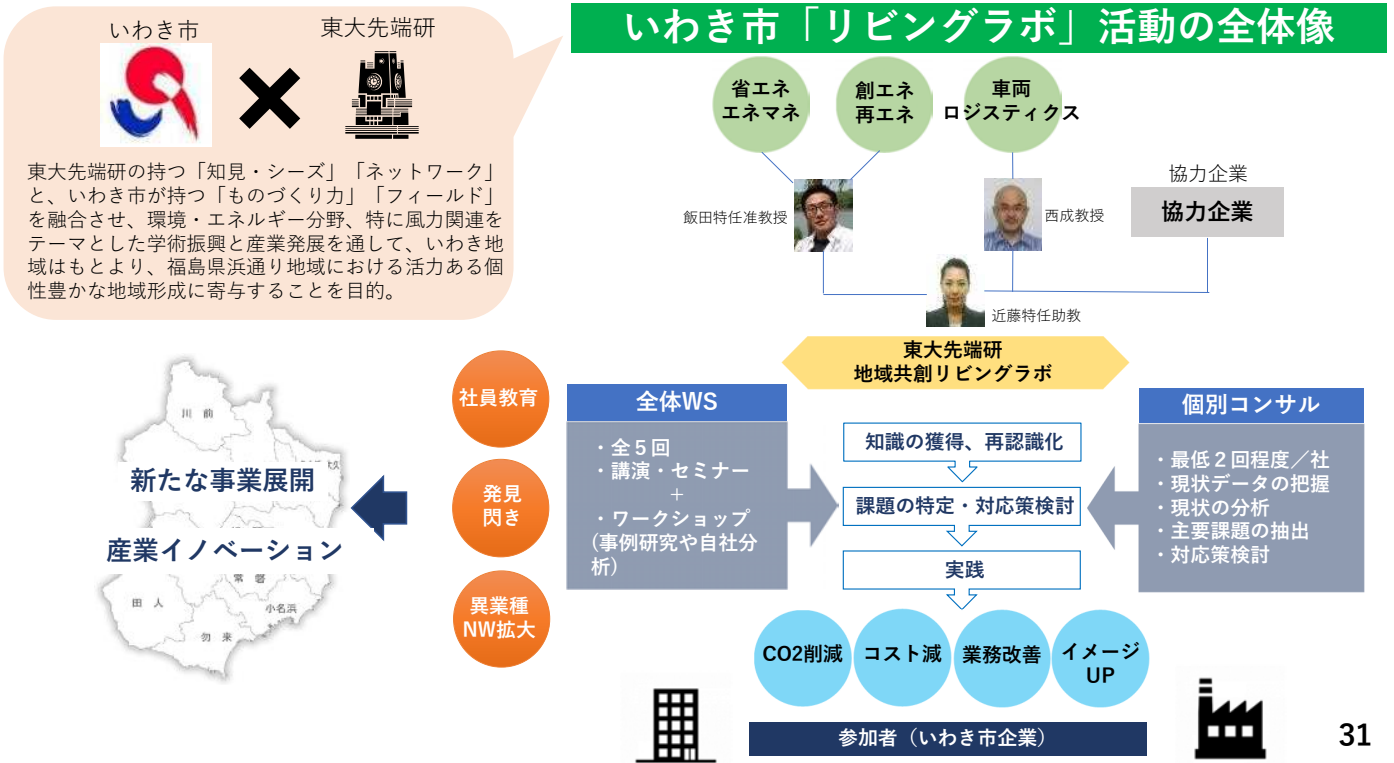 いわき市「リビングラボ」活動の全体像
いわき市
東大先端研
東大先端研の持つ「知見・シーズ」「ネットワーク」
と、いわき市が持つ「ものづくり力」「フィールド」
を融合させ、環境・エネルギー分野、特に風力関連を
テーマとした学術振興と産業発展を通して、いわき地
域はもとより、福島県浜通り地域における活力ある個
性豊かな地域形成に寄与することを目的。
省エネ
エネマネ
創エネ
再エネ
車両
ロジスティクス
飯田特任准教授
西成教授
協力企業
協力企業
近藤特任助教
東大先端研
地域共創リビングラボ
川前
新たな事業展開
産業イノベーション
常磐
田人
小名浜
勿来
社員教育
発見
閃き
異業種
NW拡大
全体WS
・全５回
・講演・セミナー
+
・ワークショップ
(事例研究や自社分
析）
知識の獲得、再認識化
課題の特定・対応策検討
実践
個別コンサル
・最低２回程度／社
・現状データの把握
・現状の分析
・主要課題の抽出
・対応策検討
CO2削減
コスト減
業務改善
イメージ
UP
参加者（いわき市企業）
31